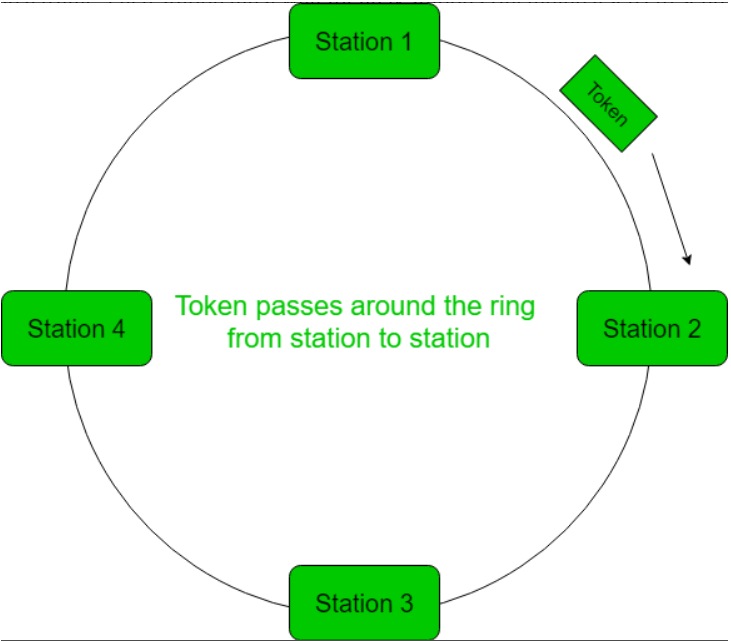 Station 1
Token
Station 4
Token passes around the ring
from station to station
Station 2
Station 3